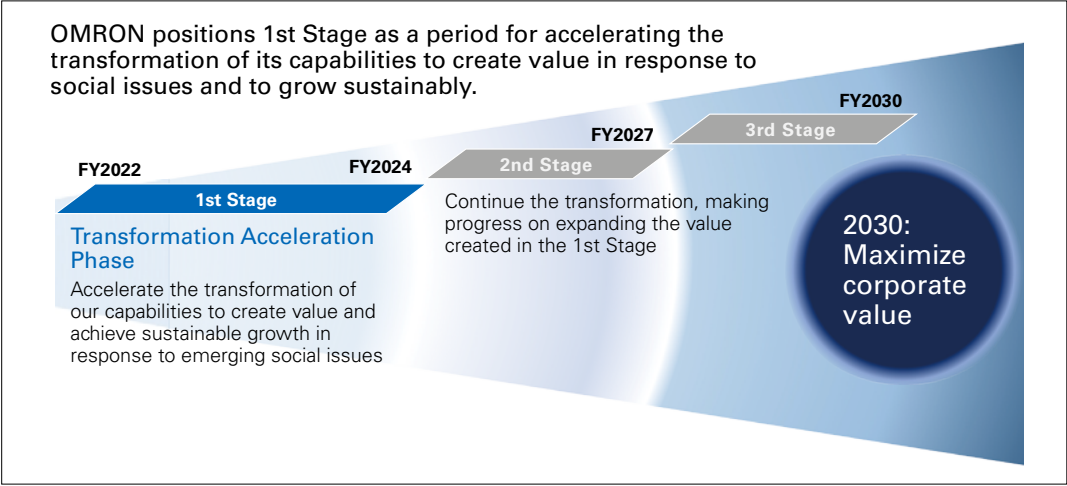 OMRON positions 1st Stage as a period for accelerating the
transformation of its capabilities to create value in response to
social issues and to grow sustainably.
FY2022
FY2024
1st Stage
Transformation Acceleration
Phase
Accelerate the transformation of
our capabilities to create value and
achieve sustainable growth in
response to emerging social issues
FY2027
2nd Stage
Continue the transformation, making
progress on expanding the value
created in the 1st Stage
FY2030
3rd Stage
2030:
Maximize
corporate
value